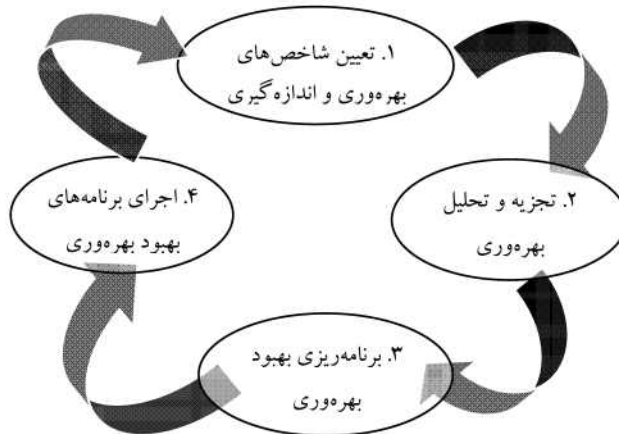 ۱. تعیین شاخص‌های
بهره‌وری و اندازه‌گیری
۲. تجزیه و تحلیل
بهره‌وری
۳. برنامه‌ریزی بهبود
بهره‌وری
۴. اجرای برنامه‌های
بهبود بهره‌وری